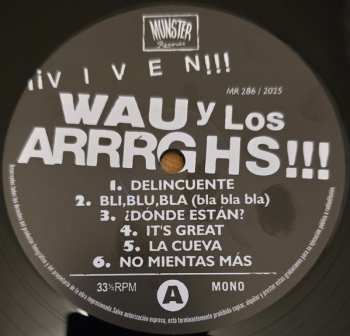 MUNSTER
Records
¡¡V I V E N!!!
MR 286 / 2025
WAU y Los
ARRRGHS!!!
1. DELINCUENTE
2. BLI,BLU,BLA (bla bla bla)
3. ¿DÓNDE ESTÁN?
4. IT'S GREAT
5. LA CUEVA
6. NO MIENTAS MÁS
33⅓RPM
A
MONO